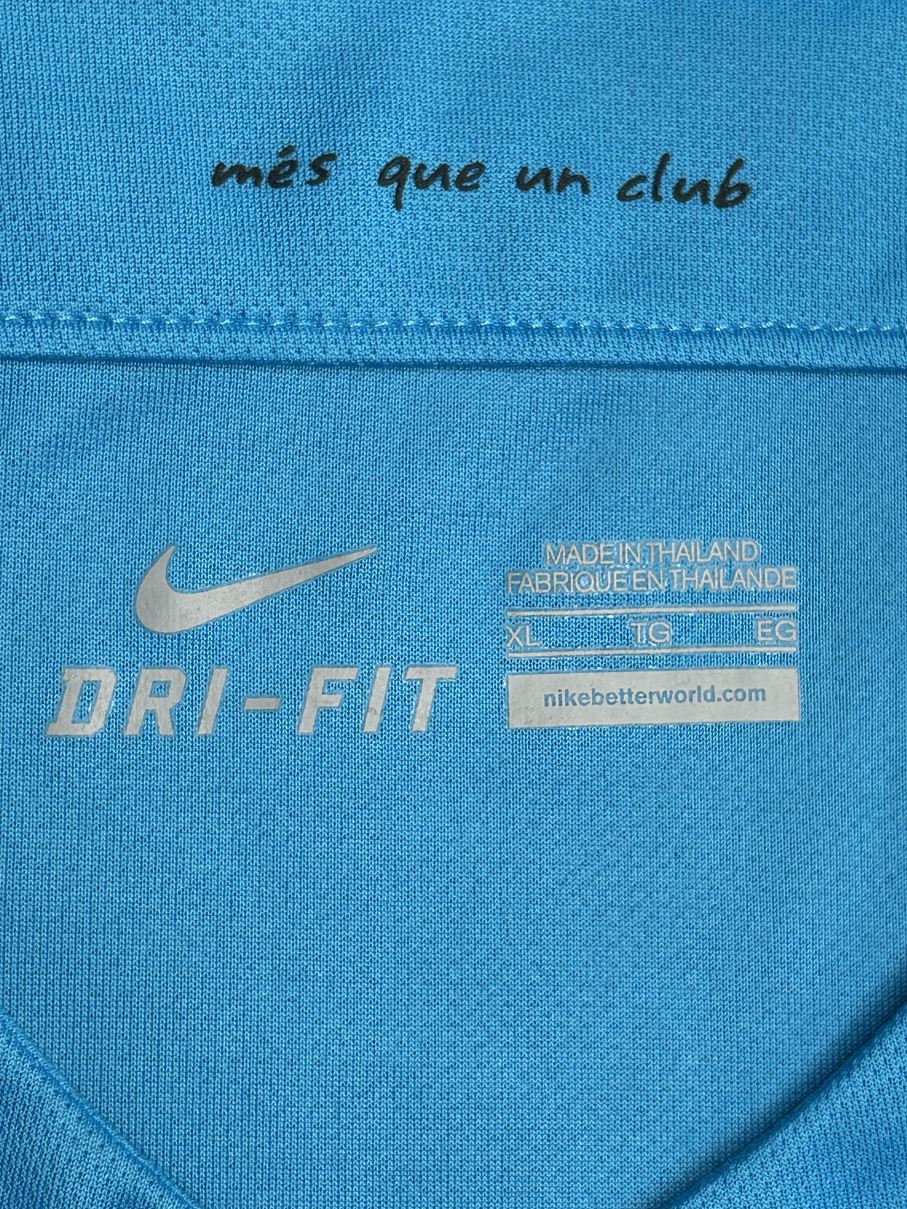 més que un club
DRI-FIT
MADE IN THAILAND
FABRIQUE EN THAILANDE
XL TG EG
nikebetterworld.com